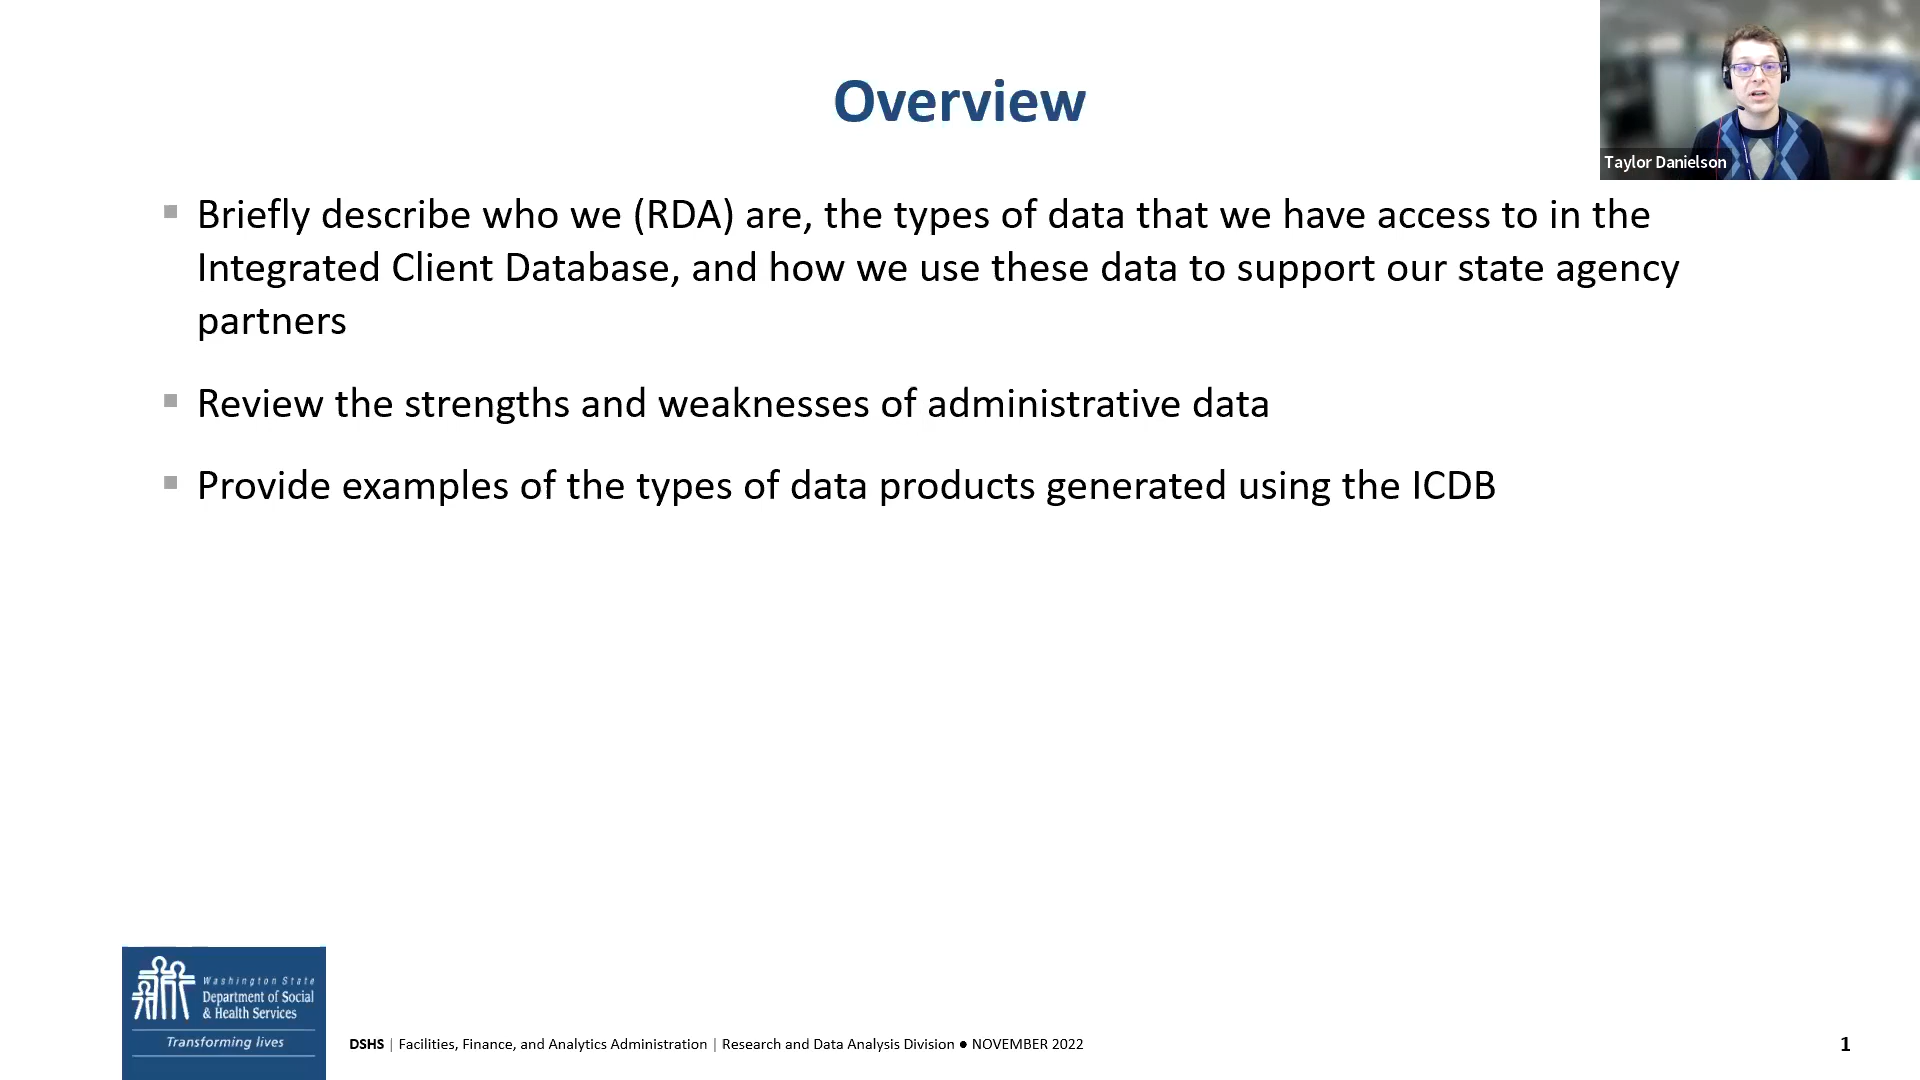 Overview
Taylor Danielson
Briefly describe who we (RDA) are, the types of data that we have access to in the
Integrated Client Database, and how we use these data to support our state agency
partners
Review the strengths and weaknesses of administrative data
Provide examples of the types of data products generated using the ICDB
Washington State
Department of Social
& Health Services
Transforming lives
DSHS | Facilities, Finance, and Analytics Administration | Research and Data Analysis Division ● NOVEMBER 2022
1